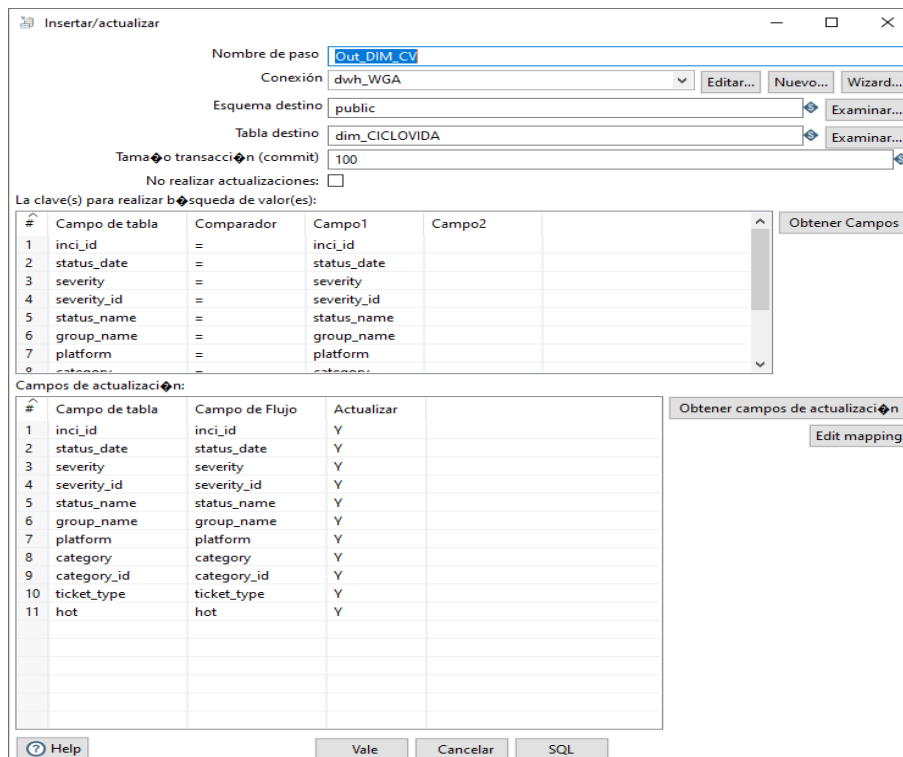 Insertar/actualizar
Nombre de paso Out_DIM_CV
Conexión dwh_WGA Editar... Nuevo... Wizard...
Esquema destino public Examinar...
Tabla destino dim_CICLOVIDA Examinar...
Tama�o transacci�n (commit) 100
No realizar actualizaciones:
La clave(s) para realizar b�squeda de valor(es):
# Campo de tabla Comparador Campo1 Campo2 Obtener Campos
1 inci_id = inci_id
2 status_date = status_date
3 severity = severity
4 severity_id = severity_id
5 status_name = status_name
6 group_name = group_name
7 platform = platform
8 category = category
Campos de actualizaci�n:
# Campo de tabla Campo de Flujo Actualizar Obtener campos de actualizaci�n
Edit mapping
1 inci_id inci_id Y
2 status_date status_date Y
3 severity severity Y
4 severity_id severity_id Y
5 status_name status_name Y
6 group_name group_name Y
7 platform platform Y
8 category category Y
9 category_id category_id Y
10 ticket_type ticket_type Y
11 hot hot Y
Help Vale Cancelar SQL